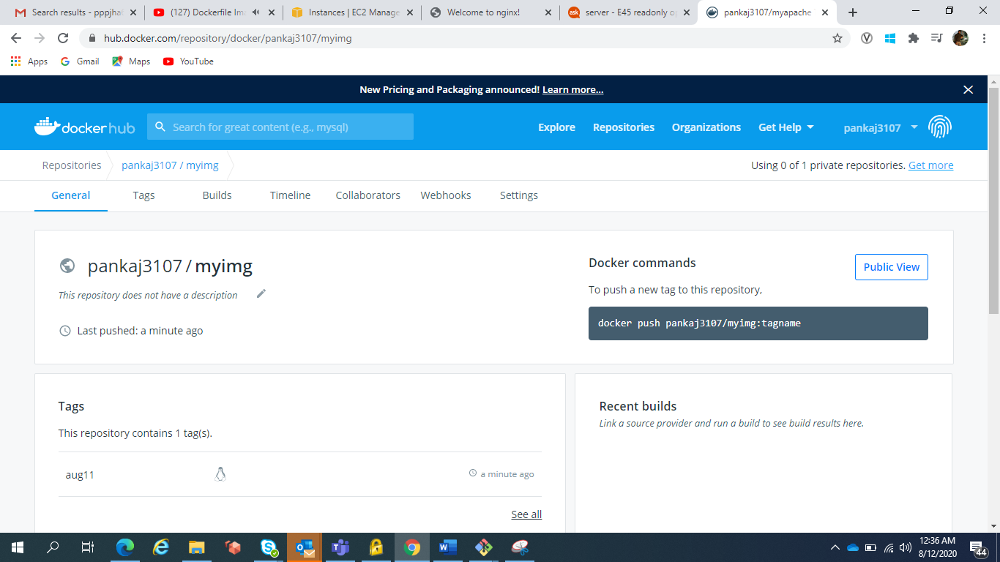 Search results - pppjhai
(127) Dockerfile Ima
Instances | EC2 Manage
Welcome to nginx!
ask
server - E45 readonly op
pankaj3107/myapache
hub.docker.com/repository/docker/pankaj3107/myimg
Apps
Gmail
Maps
YouTube
New Pricing and Packaging announced! Learn more...
docker hub
Search for great content (e.g., mysql)
Explore
Repositories
Organizations
Get Help
pankaj3107
Repositories
pankaj3107 / myimg
Using 0 of 1 private repositories. Get more
General
Tags
Builds
Timeline
Collaborators
Webhooks
Settings
pankaj3107 / myimg
This repository does not have a description
Last pushed: a minute ago
Docker commands
Public View
To push a new tag to this repository,
docker push pankaj3107/myimg:tagname
Tags
This repository contains 1 tag(s).
aug11
a minute ago
See all
Recent builds
Link a source provider and run a build to see build results here.
12:36 AM
8/12/2020
44